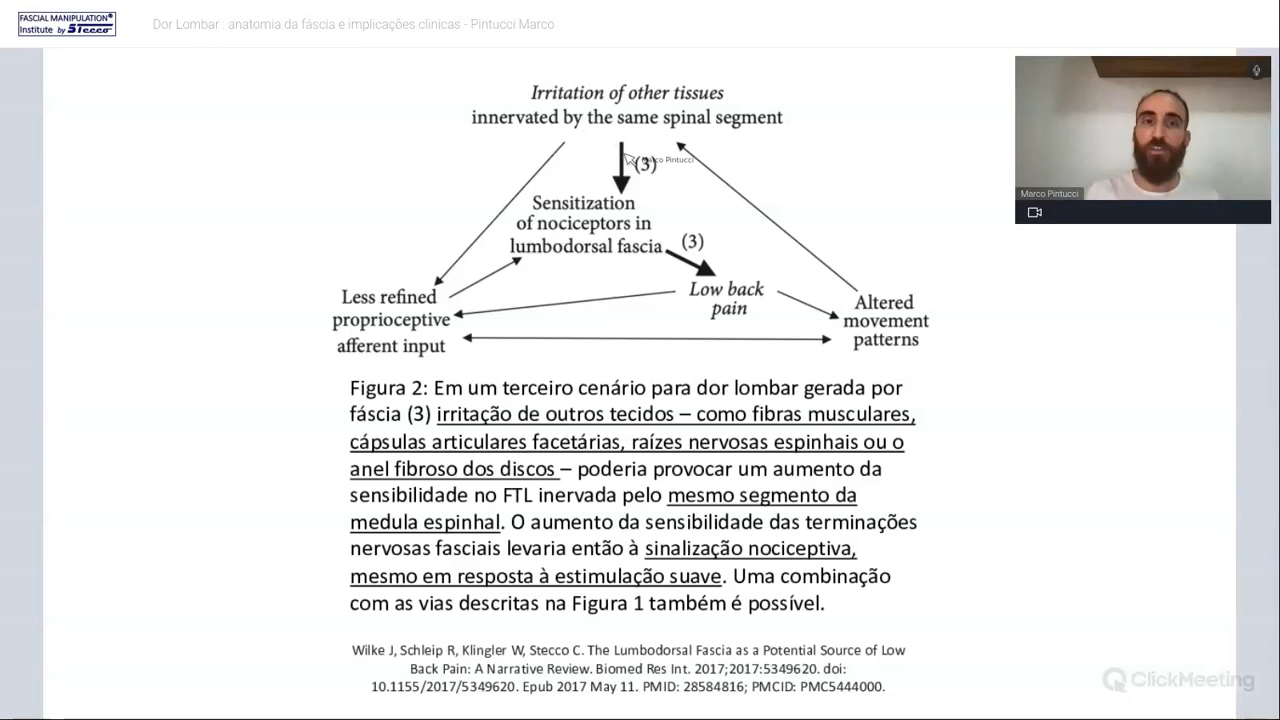 FASCIAL MANIPULATION®
Institute by Stecco
Dor Lombar : anatomia da fáscia e implicações clinicas - Pintucci Marco
Irritation of other tissues
innervated by the same spinal segment
(3)
Marco Pintucci
Sensitization
of nociceptors in
lumbodorsal fascia
(3)
Low back
pain
Less refined
proprioceptive
afferent input
Altered
movement
patterns
Marco Pintucci
Figura 2: Em um terceiro cenário para dor lombar gerada por
fáscia (3) irritação de outros tecidos – como fibras musculares,
cápsulas articulares facetárias, raízes nervosas espinhais ou o
anel fibroso dos discos – poderia provocar um aumento da
sensibilidade no FTL inervada pelo mesmo segmento da
medula espinhal. O aumento da sensibilidade das terminações
nervosas fasciais levaria então à sinalização nociceptiva,
mesmo em resposta à estimulação suave. Uma combinação
com as vias descritas na Figura 1 também é possível.
Wilke J, Schleip R, Klingler W, Stecco C. The Lumbodorsal Fascia as a Potential Source of Low
Back Pain: A Narrative Review. Biomed Res Int. 2017;2017:5349620. doi:
10.1155/2017/5349620. Epub 2017 May 11. PMID: 28584816; PMCID: PMC5444000.
ClickMeeting